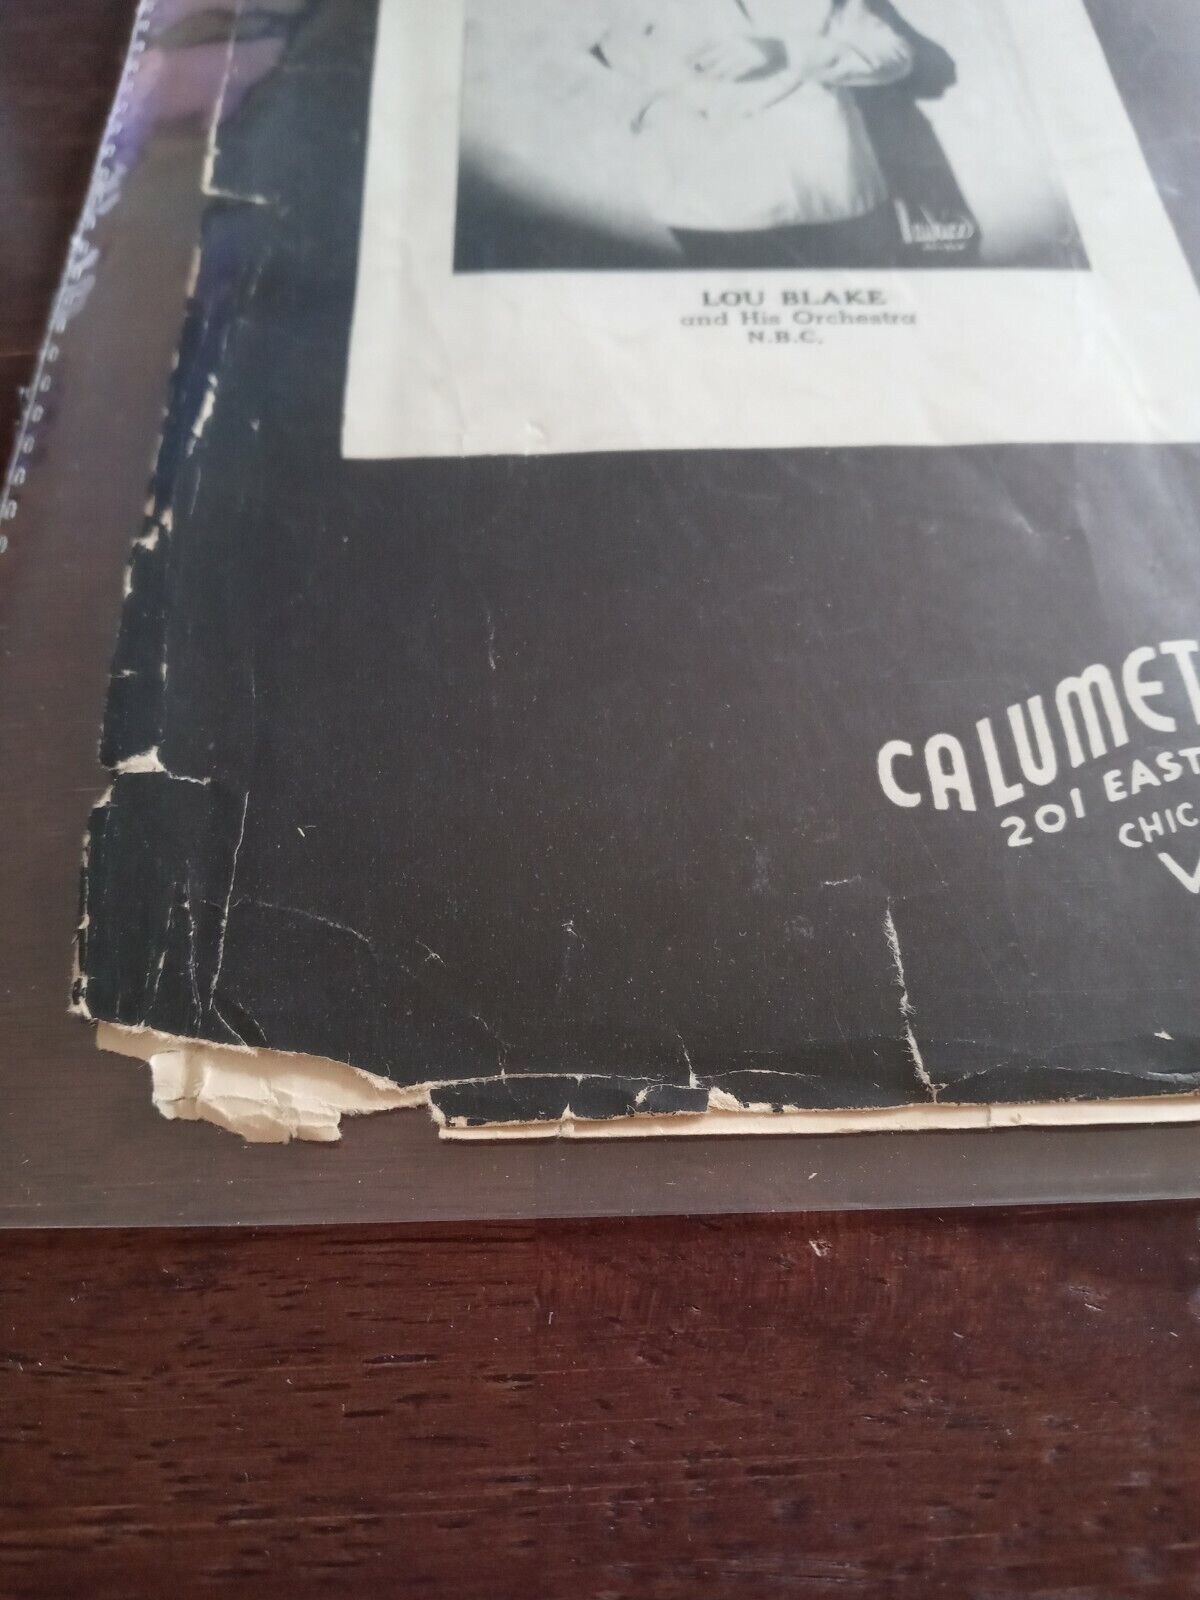 LOU BLAKE
and His Orchestra
N.B.C.
CALUMET
201 EAST
CHIC